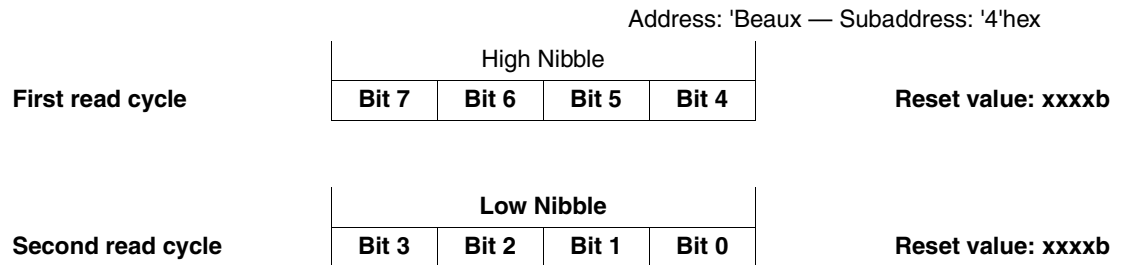 Address: 'Beaux — Subaddress: '4'hex
High Nibble
First read cycle Bit 7 Bit 6 Bit 5 Bit 4 Reset value: xxxxb
Low Nibble
Second read cycle Bit 3 Bit 2 Bit 1 Bit 0 Reset value: xxxxb